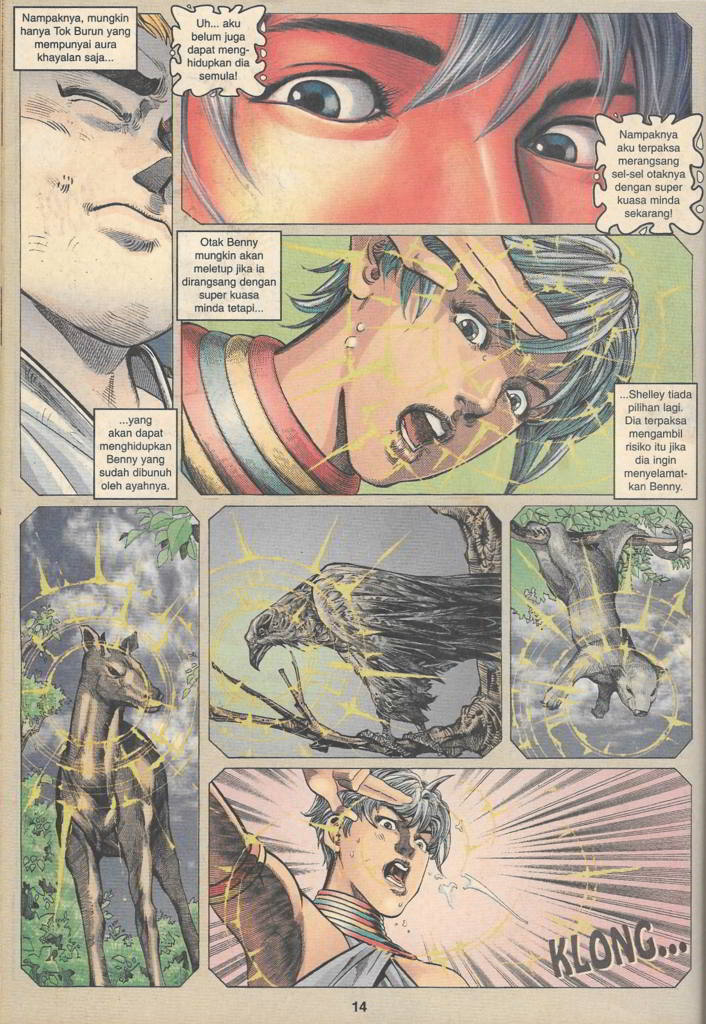 Nampaknya, mungkin
hanya Tok Burun yang
mempunyai aura
khayalan saja...
Uh... aku
belum juga
dapat meng-
hidupkan dia
semula!
Nampaknya
aku terpaksa
merangsang
sel-sel otaknya
dengan super
kuasa minda
sekarang!
Otak Benny
mungkin akan
meletup jika ia
dirangsang dengan
super kuasa
minda tetapi...
...yang
akan dapat
menghidupkan
Benny yang
sudah dibunuh
oleh ayahnya.
...Shelley tiada
pilihan lagi.
Dia terpaksa
mengambil
risiko itu jika
dia ingin
menyelamat-
kan Benny.
KLONG...
14